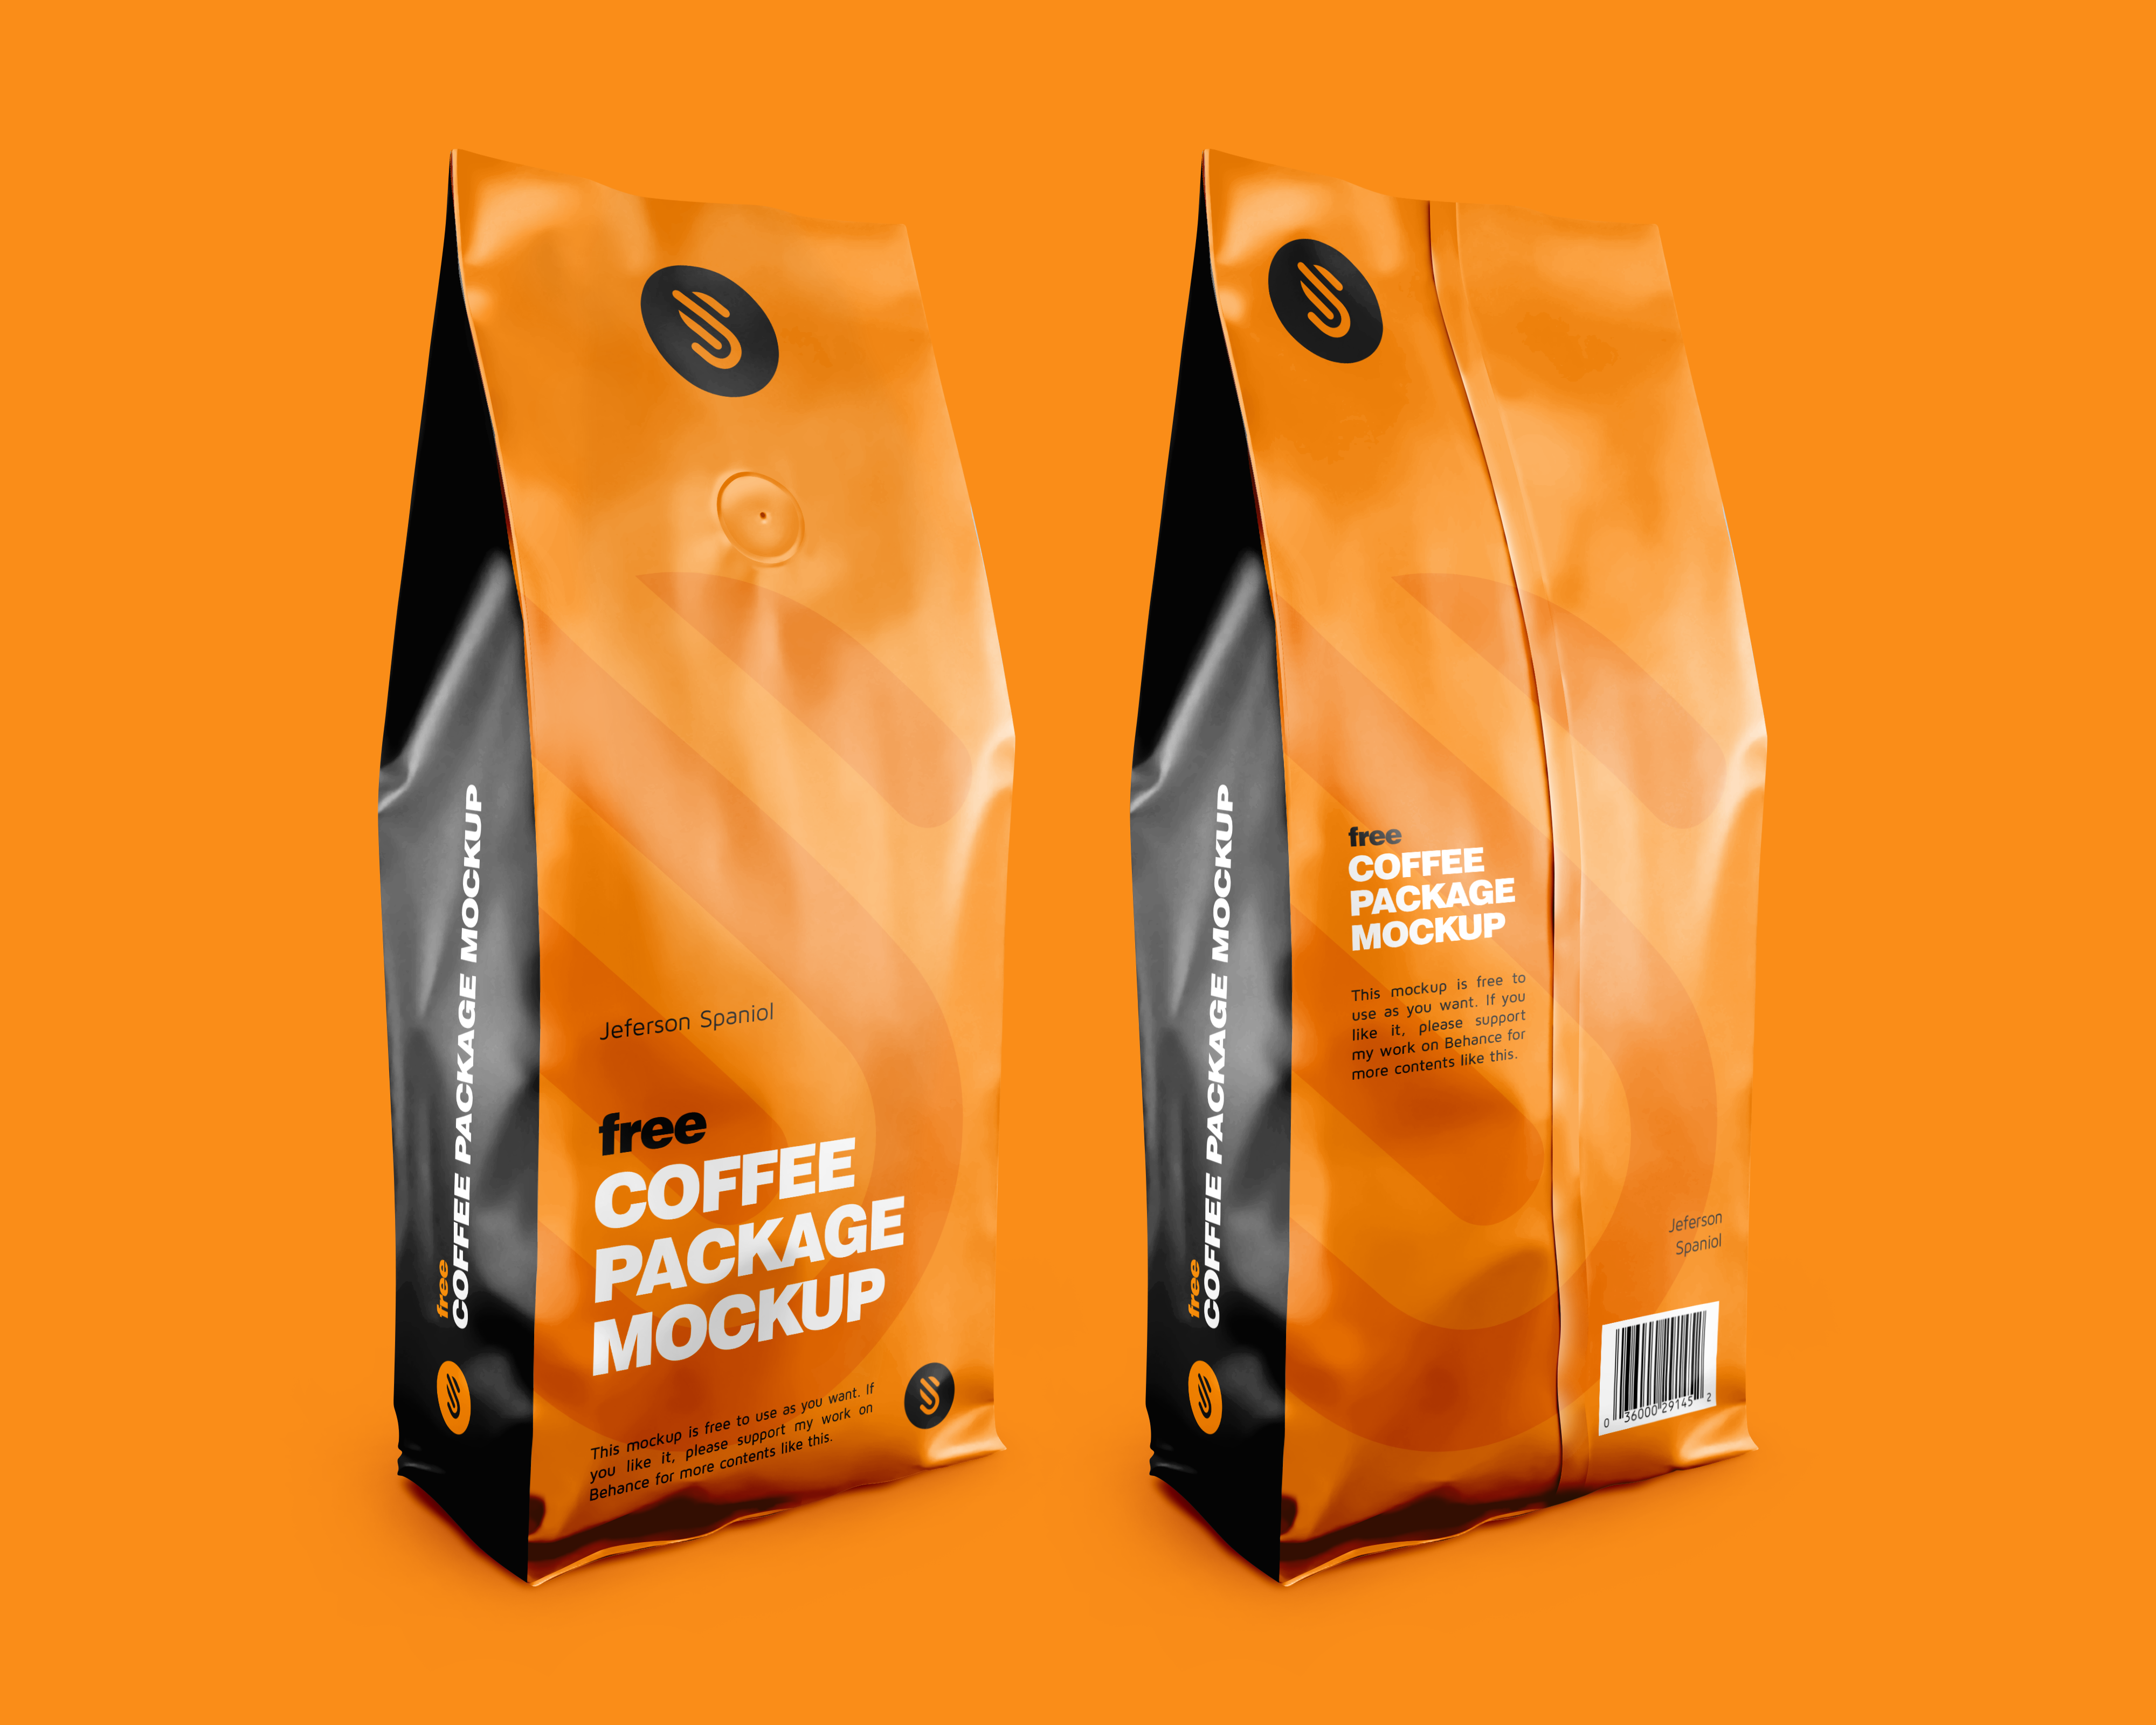 Jeferson Spaniol
free
COFFEE
PACKAGE
MOCKUP
This mockup is free to use as you want. If
you like it, please support my work on
Behance for more contents like this.
free
COFFEE PACKAGE MOCKUP
free
COFFEE
PACKAGE
MOCKUP
This mockup is free to
use as you want. If you
like it, please support
my work on Behance for
more contents like this.
Jeferson
Spaniol
0 36000 29145 2
free
COFFEE PACKAGE MOCKUP